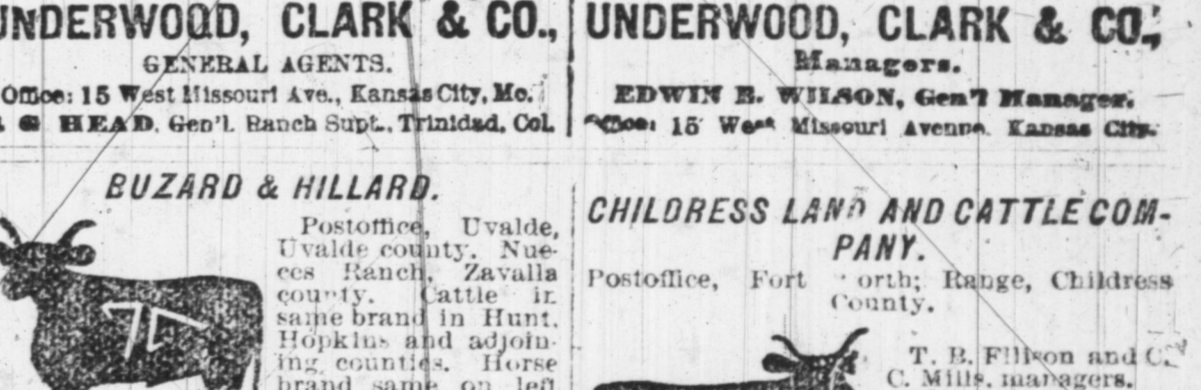 UNDERWOOD, CLARK & CO.,
GENERAL AGENTS.
Office: 15 West Missouri Ave., Kansas City, Mo.
G HEAD, Gen'l. Ranch Supt., Trinidad, Col.
BUZARD & HILLARD.
Postoffice, Uvalde,
Uvalde county. Nue-
ces Ranch, Zavalla
county. Cattle in
same brand in Hunt,
Hopkins and adjoin-
ing counties. Horse
brand same on left
UNDERWOOD, CLARK & CO.,
Managers.
EDWIN E. WILSON, Gen'l Manager.
Office: 15 West Missouri Avenue. Kansas City.
CHILDRESS LAND AND CATTLE COM-
PANY.
Postoffice, Fort orth; Range, Childress
County.
T. B. and C.
C. Mills, managers.